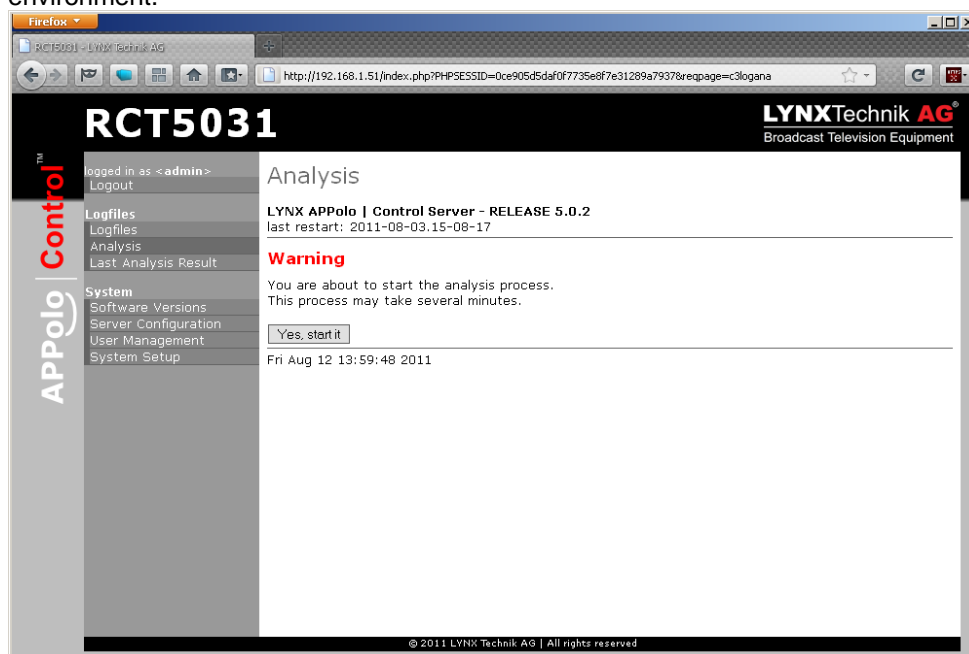 environment.
Firefox
RCT5031 - LYNX Technik AG
http://192.168.1.51/index.php?PHPSESSID=0ce905d5daf0f7735e8f7e31289a7937&reqpage=c3logana
RCT5031
LYNXTechnik AG®
Broadcast Television Equipment
APPolo | Control™
logged in as <admin>
Logout
Logfiles
Logfiles
Analysis
Last Analysis Result
System
Software Versions
Server Configuration
User Management
System Setup
Analysis
LYNX APPolo | Control Server - RELEASE 5.0.2
last restart: 2011-08-03.15-08-17
Warning
You are about to start the analysis process.
This process may take several minutes.
Yes, start it
Fri Aug 12 13:59:48 2011
© 2011 LYNX Technik AG | All rights reserved